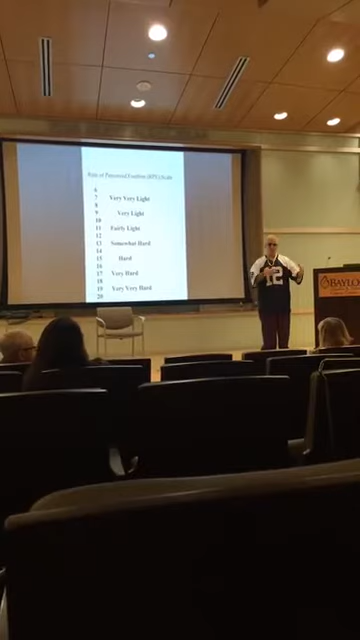 Rate of Perceived Exertion (RPE) Scale
6
7 Very Very Light
8
9 Very Light
10
11 Fairly Light
12
13 Somewhat Hard
14
15 Hard
16
17 Very Hard
18
19 Very Very Hard
20
12
BAYLOR